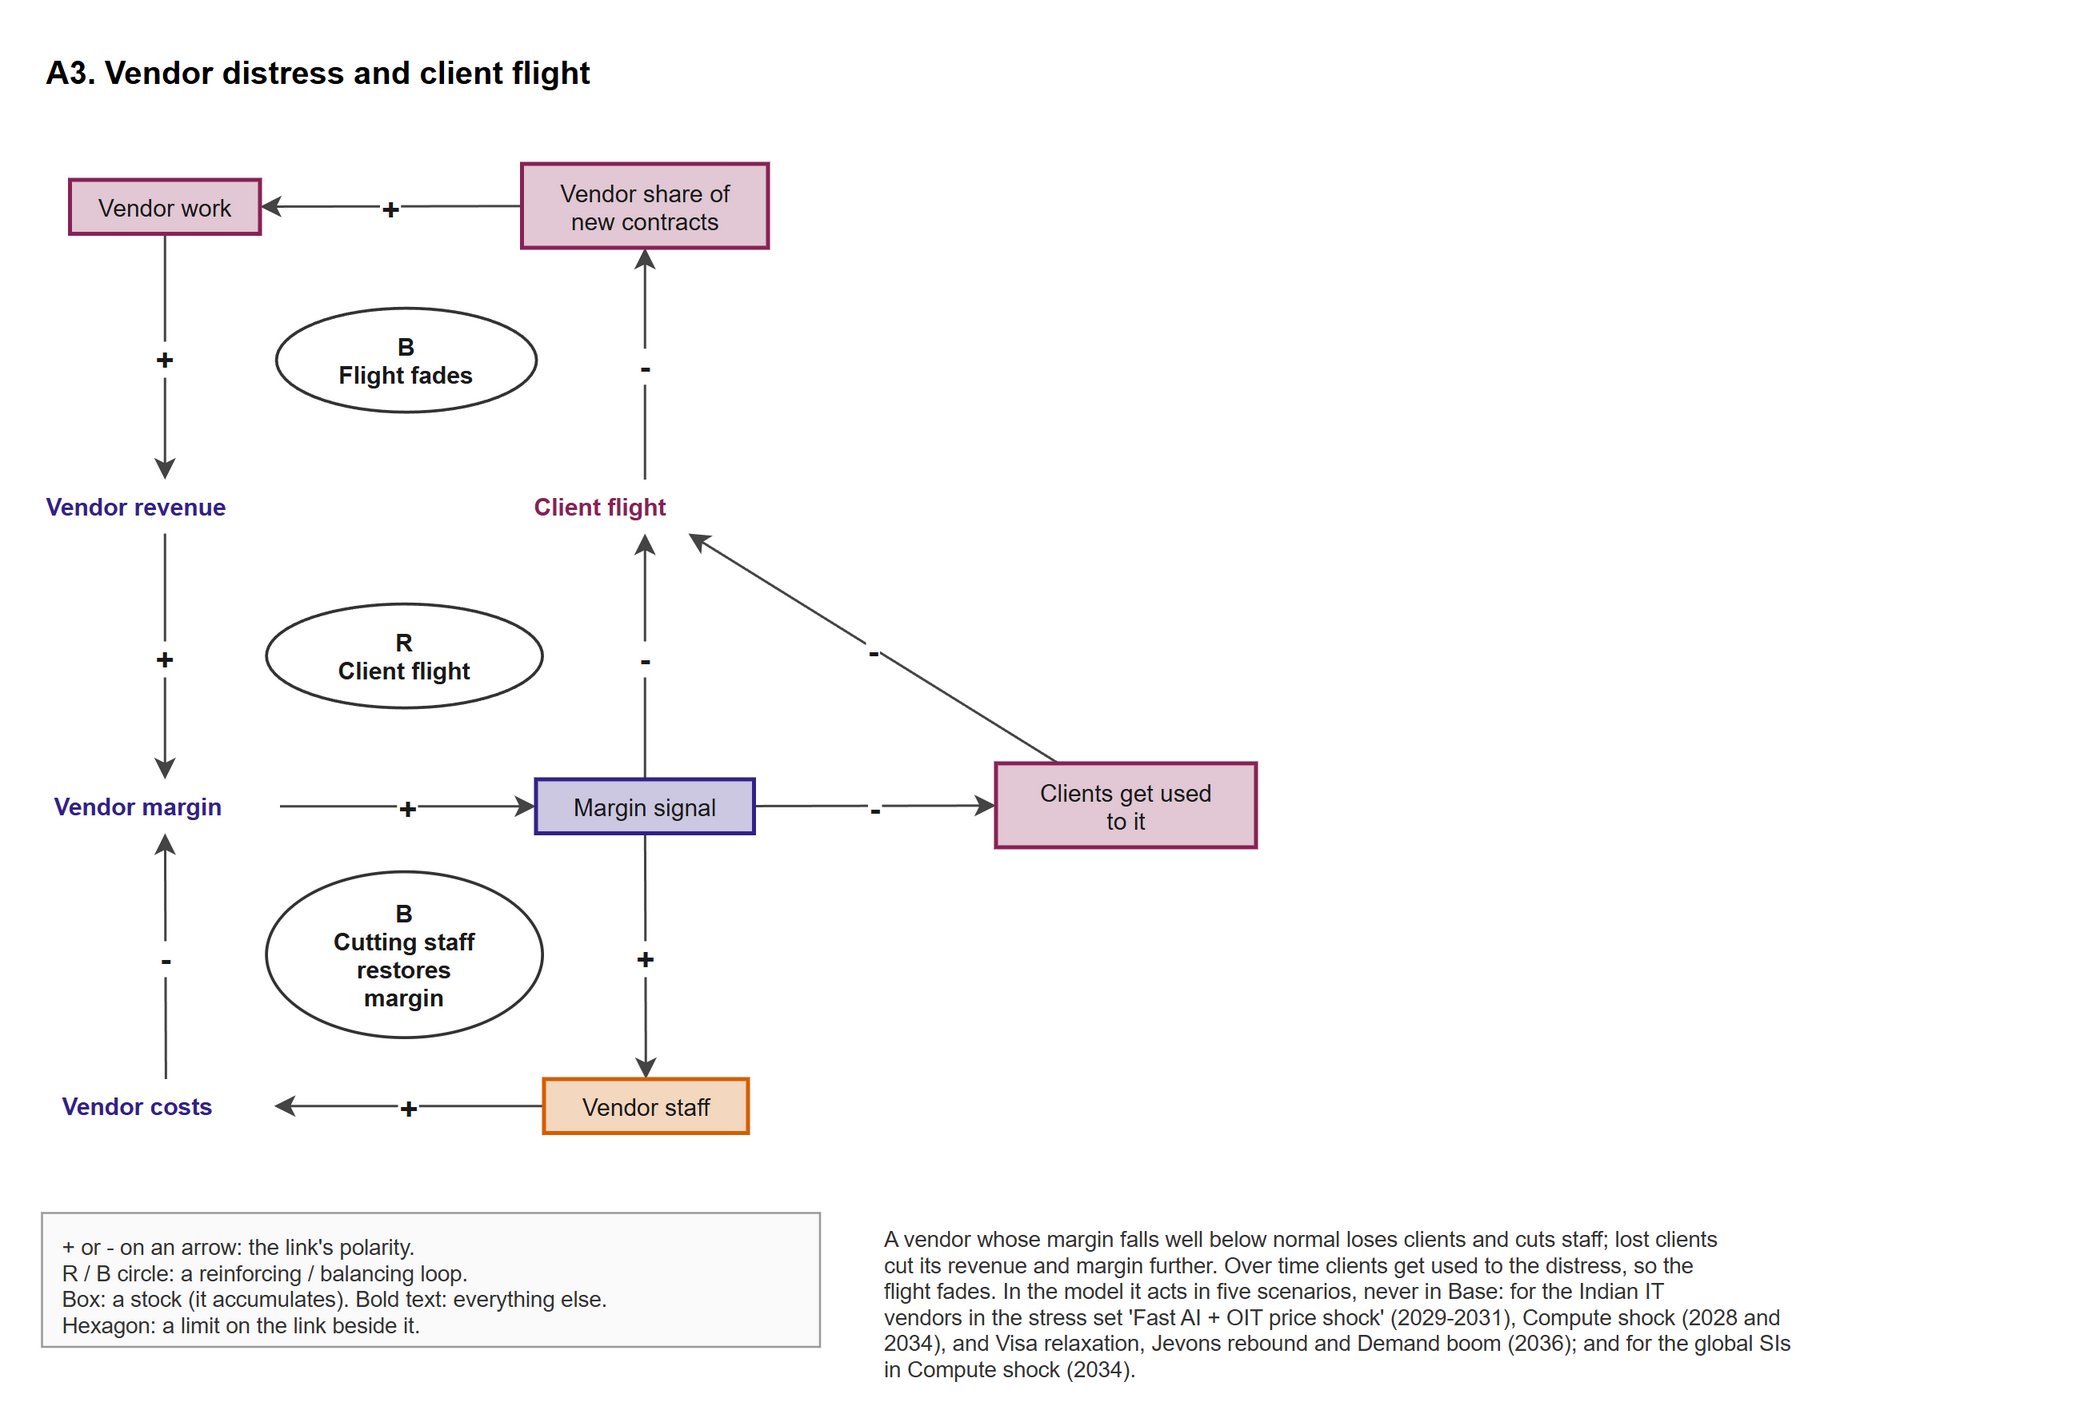 A3. Vendor distress and client flight
Vendor work
+
Vendor share of
new contracts
B
Flight fades
+
-
Vendor revenue
Client flight
R
Client flight
+
-
-
Vendor margin
+
Margin signal
-
Clients get used
to it
B
Cutting staff
restores
margin
-
+
Vendor costs
+
Vendor staff
+ or - on an arrow: the link's polarity.
R / B circle: a reinforcing / balancing loop.
Box: a stock (it accumulates). Bold text: everything else.
Hexagon: a limit on the link beside it.
A vendor whose margin falls well below normal loses clients and cuts staff; lost clients
cut its revenue and margin further. Over time clients get used to the distress, so the
flight fades. In the model it acts in five scenarios, never in Base: for the Indian IT
vendors in the stress set 'Fast AI + OIT price shock' (2029-2031), Compute shock (2028 and
2034), and Visa relaxation, Jevons rebound and Demand boom (2036); and for the global SIs
in Compute shock (2034).